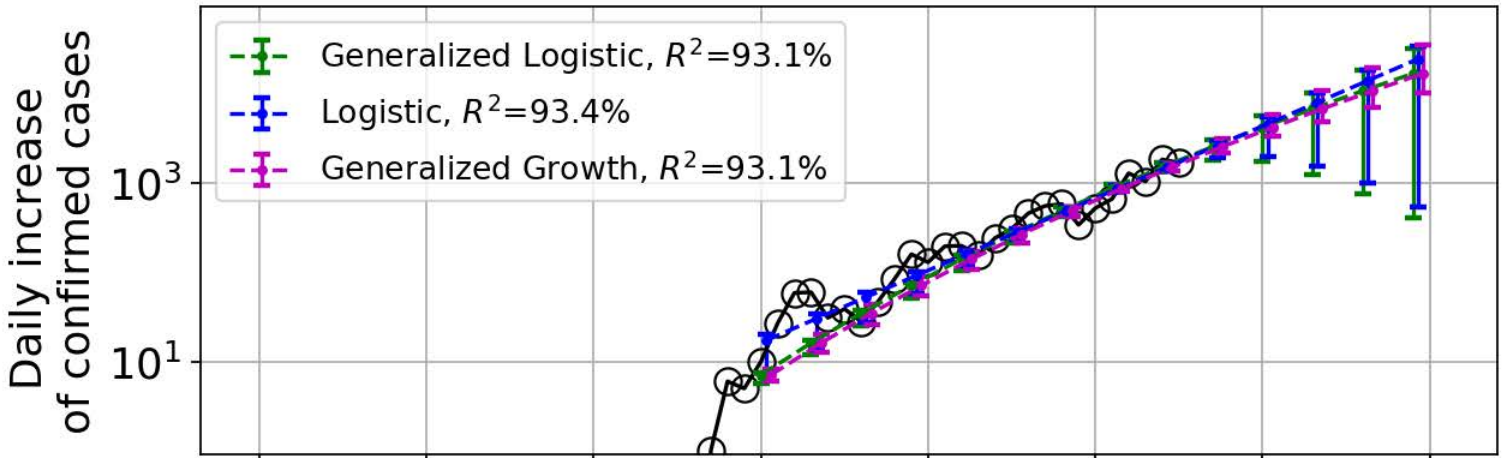 Daily increase
of confirmed cases
10³
10¹
Generalized Logistic, R²=93.1%
Logistic, R²=93.4%
Generalized Growth, R²=93.1%